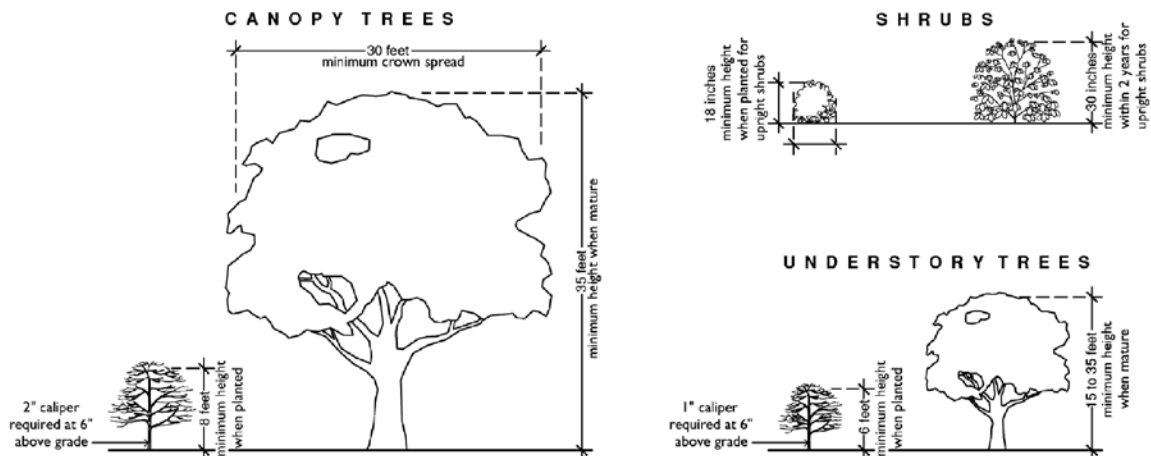 CANOPY TREES
30 feet
minimum crown spread
35 feet
minimum height when mature
8 feet
minimum height
when planted
2" caliper
required at 6"
above grade
SHRUBS
18 inches
minimum height
when planted for
upright shrubs
30 inches
minimum height
within 2 years for
upright shrubs
UNDERSTORY TREES
15 to 35 feet
minimum height
when mature
6 feet
minimum height
when planted
1" caliper
required at 6"
above grade